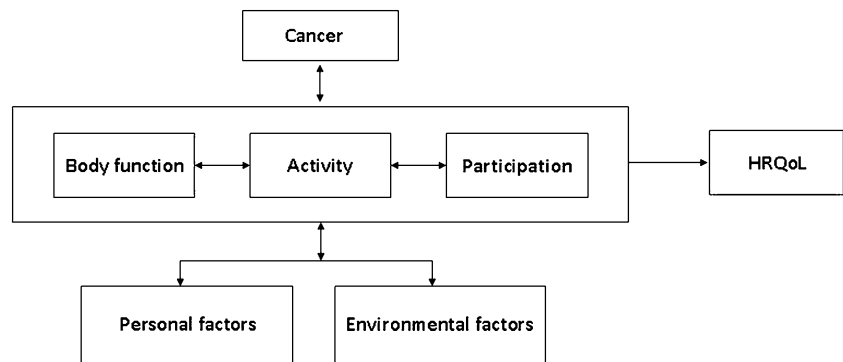 Cancer
Body function
Activity
Participation
HRQoL
Personal factors
Environmental factors